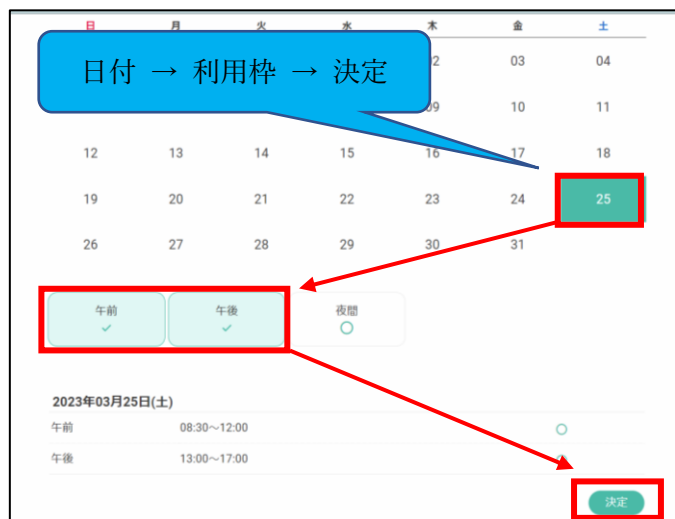 日 月 火 水 木 金 土
日付 → 利用枠 → 決定
02 03 04
09 10 11
12 13 14 15 16 17 18
19 20 21 22 23 24 25
26 27 28 29 30 31
午前 午後 夜間
2023年03月25日(土)
午前 08:30～12:00
午後 13:00～17:00
決定